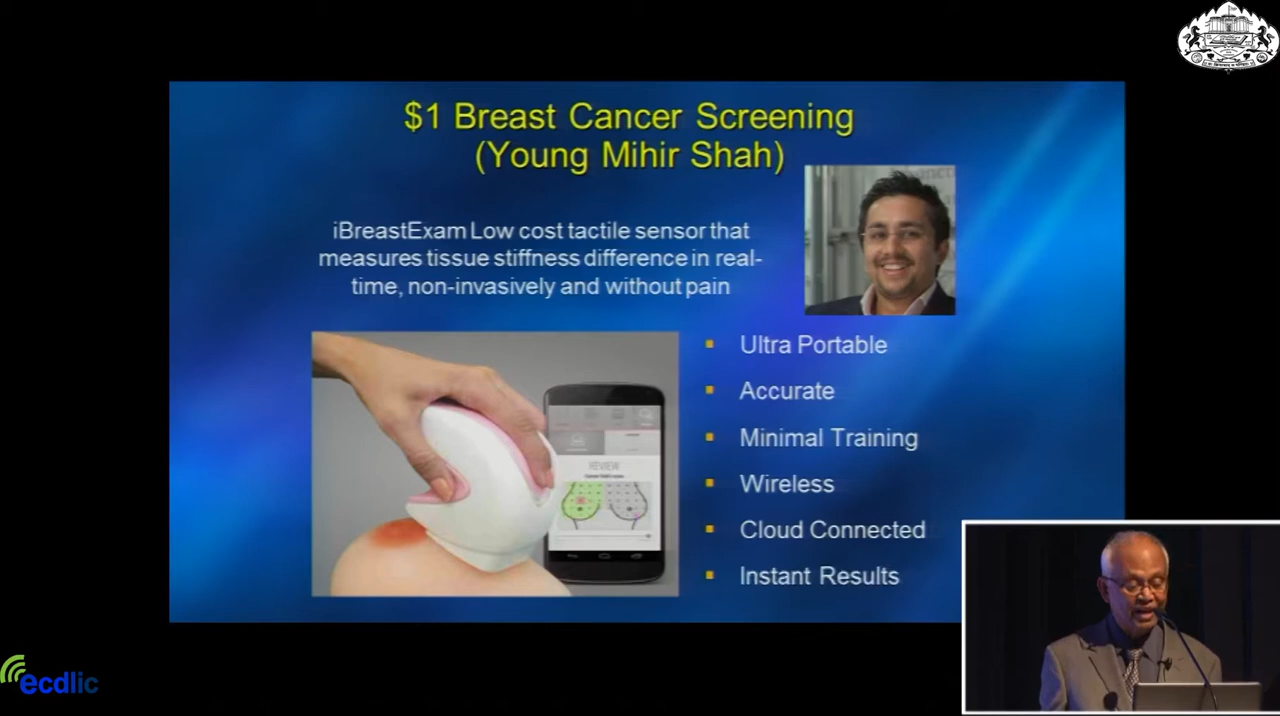 $1 Breast Cancer Screening
(Young Mihir Shah)
iBreastExam Low cost tactile sensor that
measures tissue stiffness difference in real-
time, non-invasively and without pain
Ultra Portable
Accurate
Minimal Training
Wireless
Cloud Connected
Instant Results
REVIEW
ecdlic